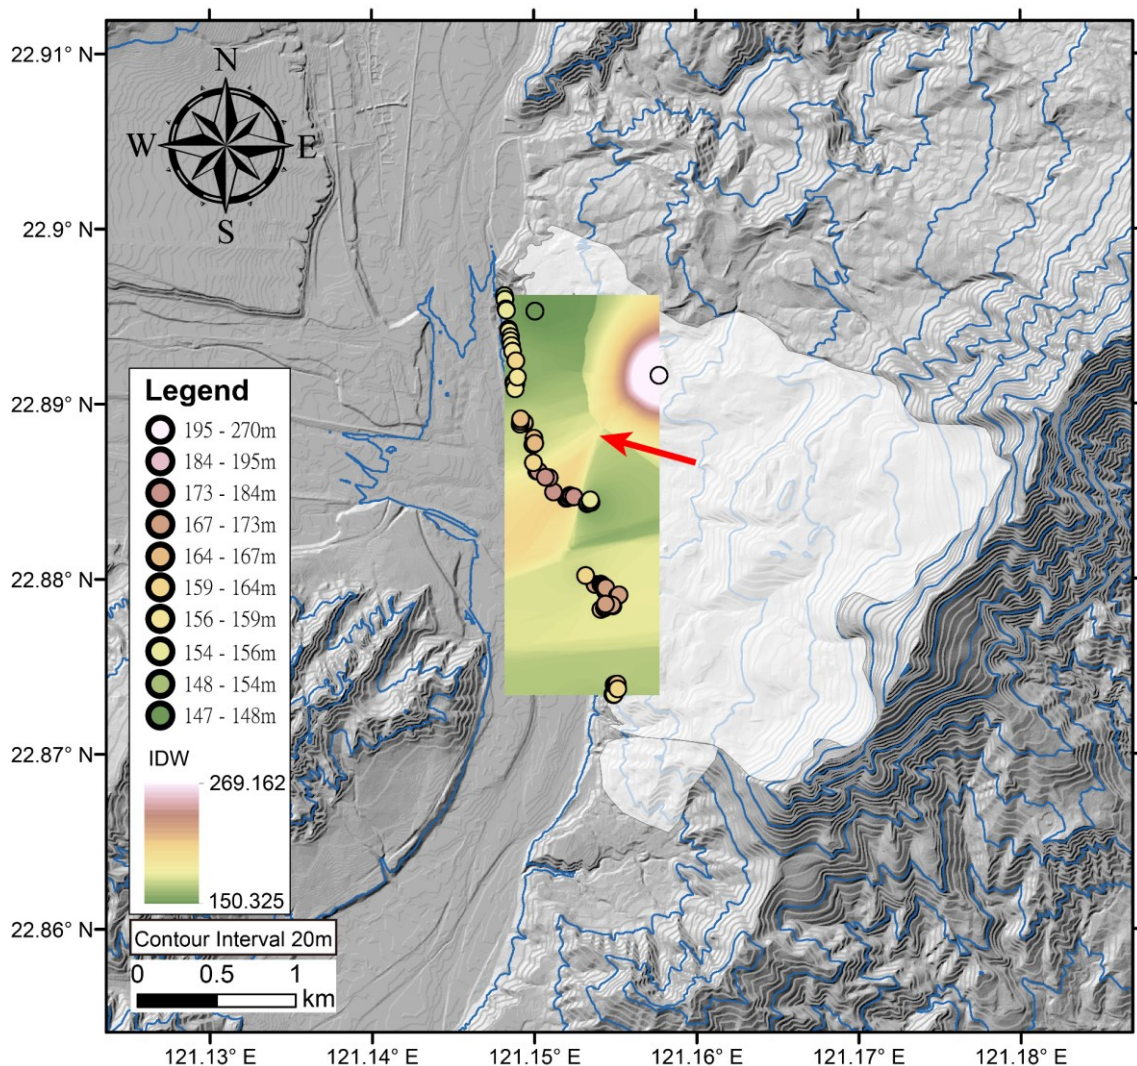 22.91° N
22.9° N
22.89° N
22.88° N
22.87° N
22.86° N
N
W
E
S
Legend
195 - 270m
184 - 195m
173 - 184m
167 - 173m
164 - 167m
159 - 164m
156 - 159m
154 - 156m
148 - 154m
147 - 148m
IDW
269.162
150.325
Contour Interval 20m
0 0.5 1
km
121.13° E 121.14° E 121.15° E 121.16° E 121.17° E 121.18° E